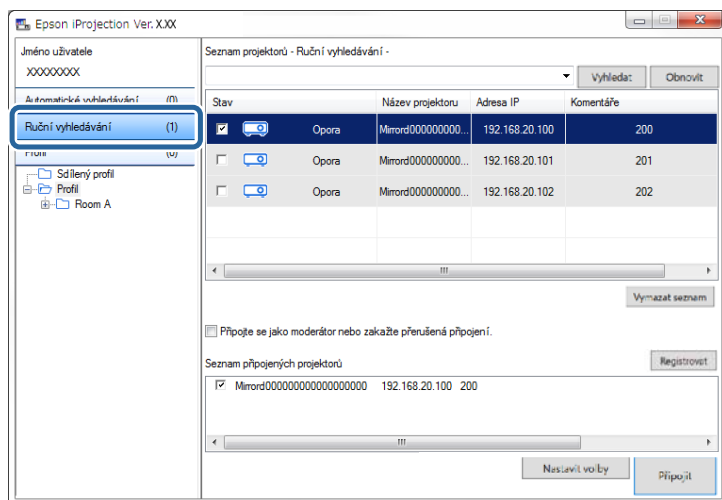 Epson iProjection Ver. X.XX
Jméno uživatele
XXXXXXXX
Automatické vyhledávání (0)
Ruční vyhledávání (1)
Profil (0)
Sdílený profil
Profil
Room A
Seznam projektorů - Ruční vyhledávání -
Vyhledat Obnovit
Stav Název projektoru Adresa IP Komentáře
Opora Mirrord000000000... 192.168.20.100 200
Opora Mirrord000000000... 192.168.20.101 201
Opora Mirrord000000000... 192.168.20.102 202
Vymazat seznam
Připojte se jako moderátor nebo zakažte přerušená připojení.
Seznam připojených projektorů Registrovat
Mirrord000000000000000000 192.168.20.100 200
Nastavit volby Připojit